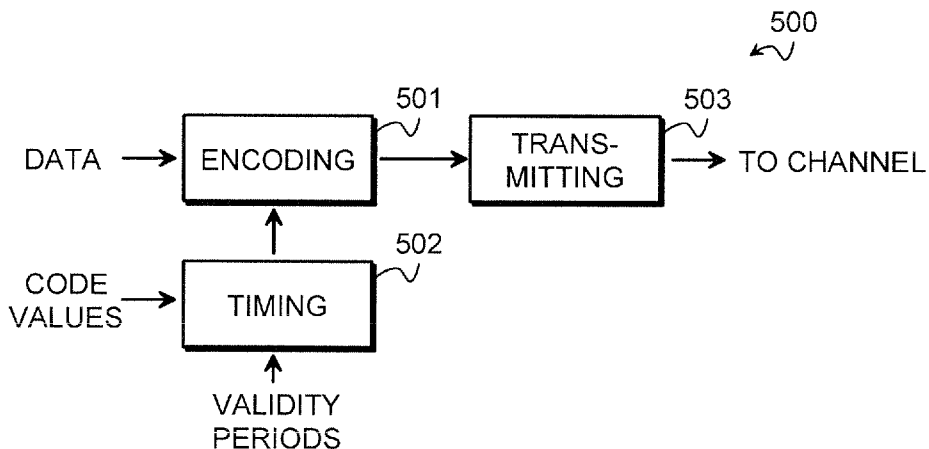 500
501
503
DATA
ENCODING
TRANS-
MITTING
TO CHANNEL
502
CODE
VALUES
TIMING
VALIDITY
PERIODS